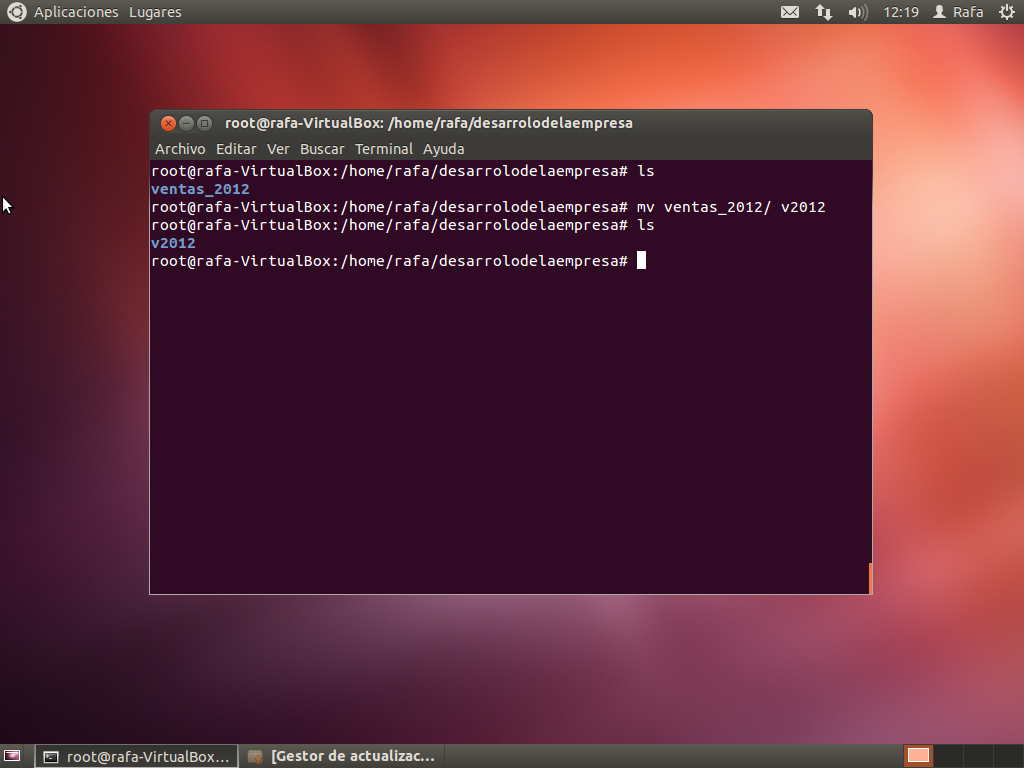 Aplicaciones Lugares 12:19 Rafa
root@rafa-VirtualBox: /home/rafa/desarrolodelaempresa
Archivo Editar Ver Buscar Terminal Ayuda
root@rafa-VirtualBox:/home/rafa/desarrolodelaempresa# ls
ventas_2012
root@rafa-VirtualBox:/home/rafa/desarrolodelaempresa# mv ventas_2012/ v2012
root@rafa-VirtualBox:/home/rafa/desarrolodelaempresa# ls
v2012
root@rafa-VirtualBox:/home/rafa/desarrolodelaempresa#
root@rafa-VirtualBox... [Gestor de actualizac...